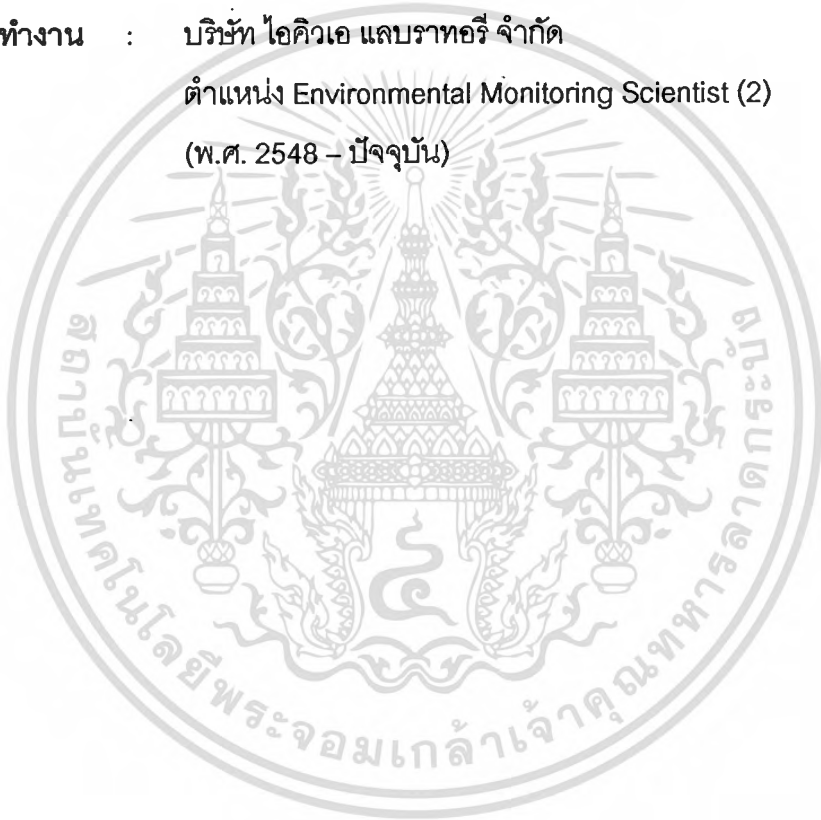 ทำงาน : บริษัท ไอคิวเอ แลบราทอรี จำกัด
ตำแหน่ง Environmental Monitoring Scientist (2)
(พ.ศ. 2548 – ปัจจุบัน)
สถาบันเทคโนโลยีพระจอมเกล้าเจ้าคุณทหารลาดกระบัง
๔